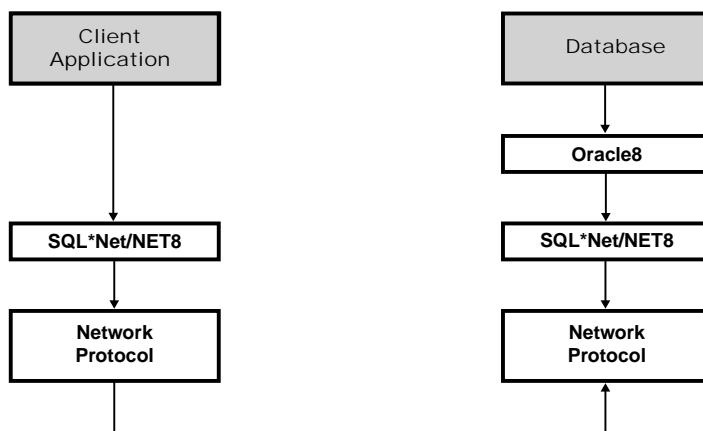 Client
Application
Database
Oracle8
SQL*Net/NET8
SQL*Net/NET8
Network
Protocol
Network
Protocol